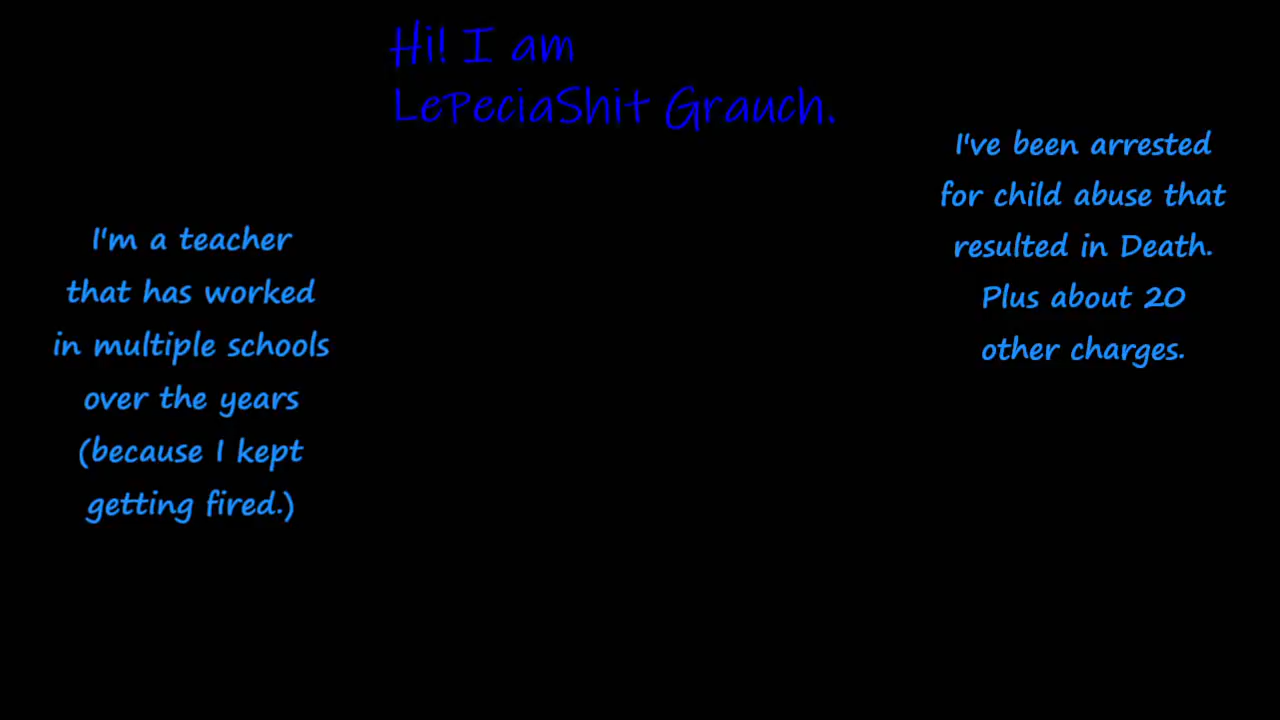 Hi! I am
LePeciaShit Grauch.
I'm a teacher
that has worked
in multiple schools
over the years
(because I kept
getting fired.)
I've been arrested
for child abuse that
resulted in Death.
Plus about 20
other charges.